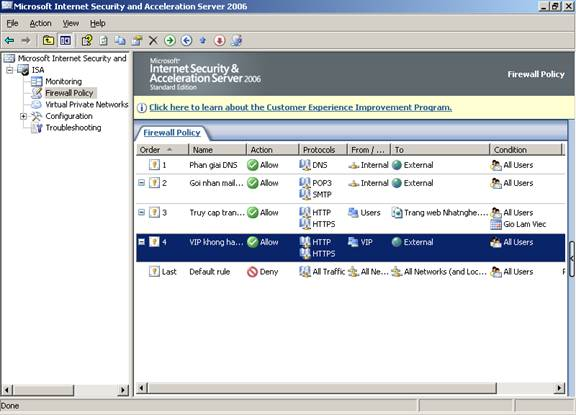 Microsoft Internet Security and Acceleration Server 2006
File Action View Help
Microsoft Internet Security and
ISA
Monitoring
Firewall Policy
Virtual Private Networks
Configuration
Troubleshooting
Microsoft
Internet Security &
Acceleration Server 2006
Standard Edition
Firewall Policy
Click here to learn about the Customer Experience Improvement Program.
Firewall Policy
Order Name Action Protocols From / ... To Condition
1 Phan giai DNS Allow DNS Internal External All Users
2 Goi nhan mail... Allow POP3 Internal External All Users
SMTP
3 Truy cap tran... Allow HTTP Users Trang web Nhatnghe.... All Users
HTTPS Gio Lam Viec
4 VIP khong ha... Allow HTTP VIP External All Users
HTTPS
Last Default rule Deny All Traffic All Ne... All Networks (and Loc... All Users
Done